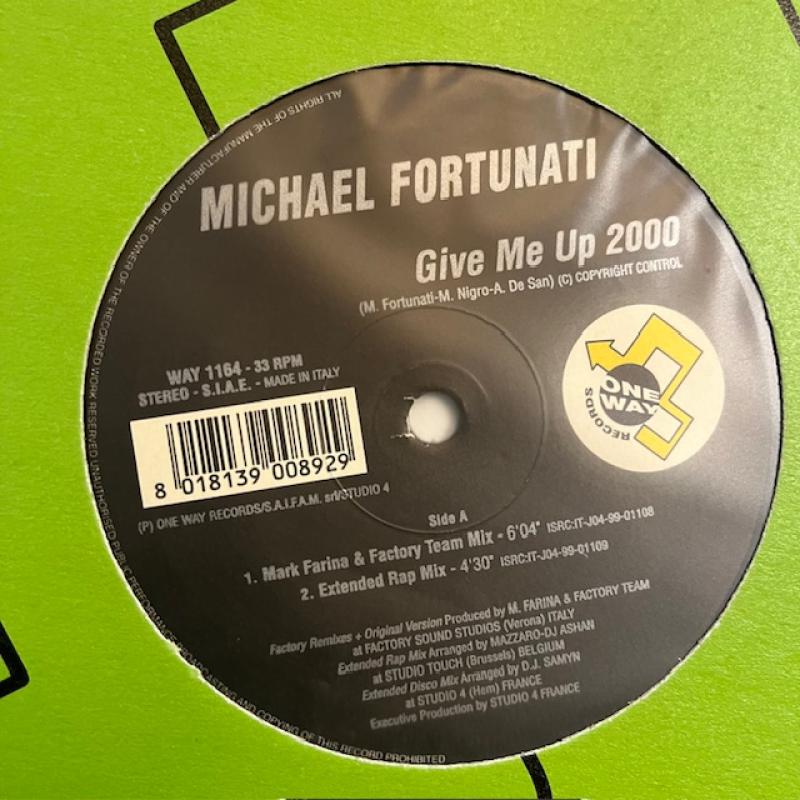 MICHAEL FORTUNATI
Give Me Up 2000
(M. Fortunati-M. Nigro-A. De San) (C) COPYRIGHT CONTROL
WAY 1164 - 33 RPM
STEREO - S.I.A.E. - MADE IN ITALY
8 018139 008929
(P) ONE WAY RECORDS/S.A.I.F.A.M. srl/STUDIO 4
ONE
WAY
RECORDS
Side A
1. Mark Farina & Factory Team Mix - 6'04" ISRC:IT-J04-99-01108
2. Extended Rap Mix - 4'30" ISRC:IT-J04-99-01109
Factory Remixes + Original Version Produced by M. FARINA & FACTORY TEAM
at FACTORY SOUND STUDIOS (Verona) ITALY
Extended Rap Mix Arranged by MAZZARO-DJ ASHAN
at STUDIO TOUCH (Brussels) BELGIUM
Extended Disco Mix Arranged by D.J. SAMYN
at STUDIO 4 (Hem) FRANCE
Executive Production by STUDIO 4 FRANCE
ALL RIGHTS OF THE MANUFACTURER AND OF THE OWNER OF THE RECORDED WORK RESERVED UNAUTHORISED PUBLIC PERFORMANCE BROADCASTING AND COPYING OF THIS RECORD PROHIBITED